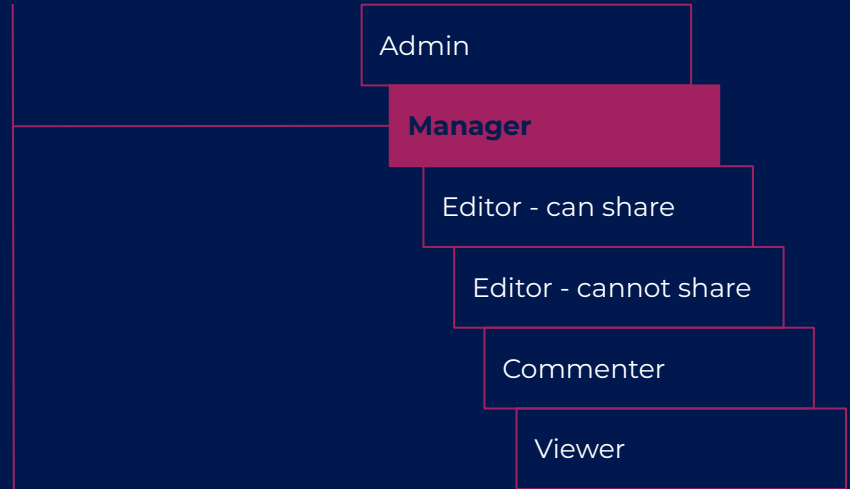 Admin
Manager
Editor - can share
Editor - cannot share
Commenter
Viewer